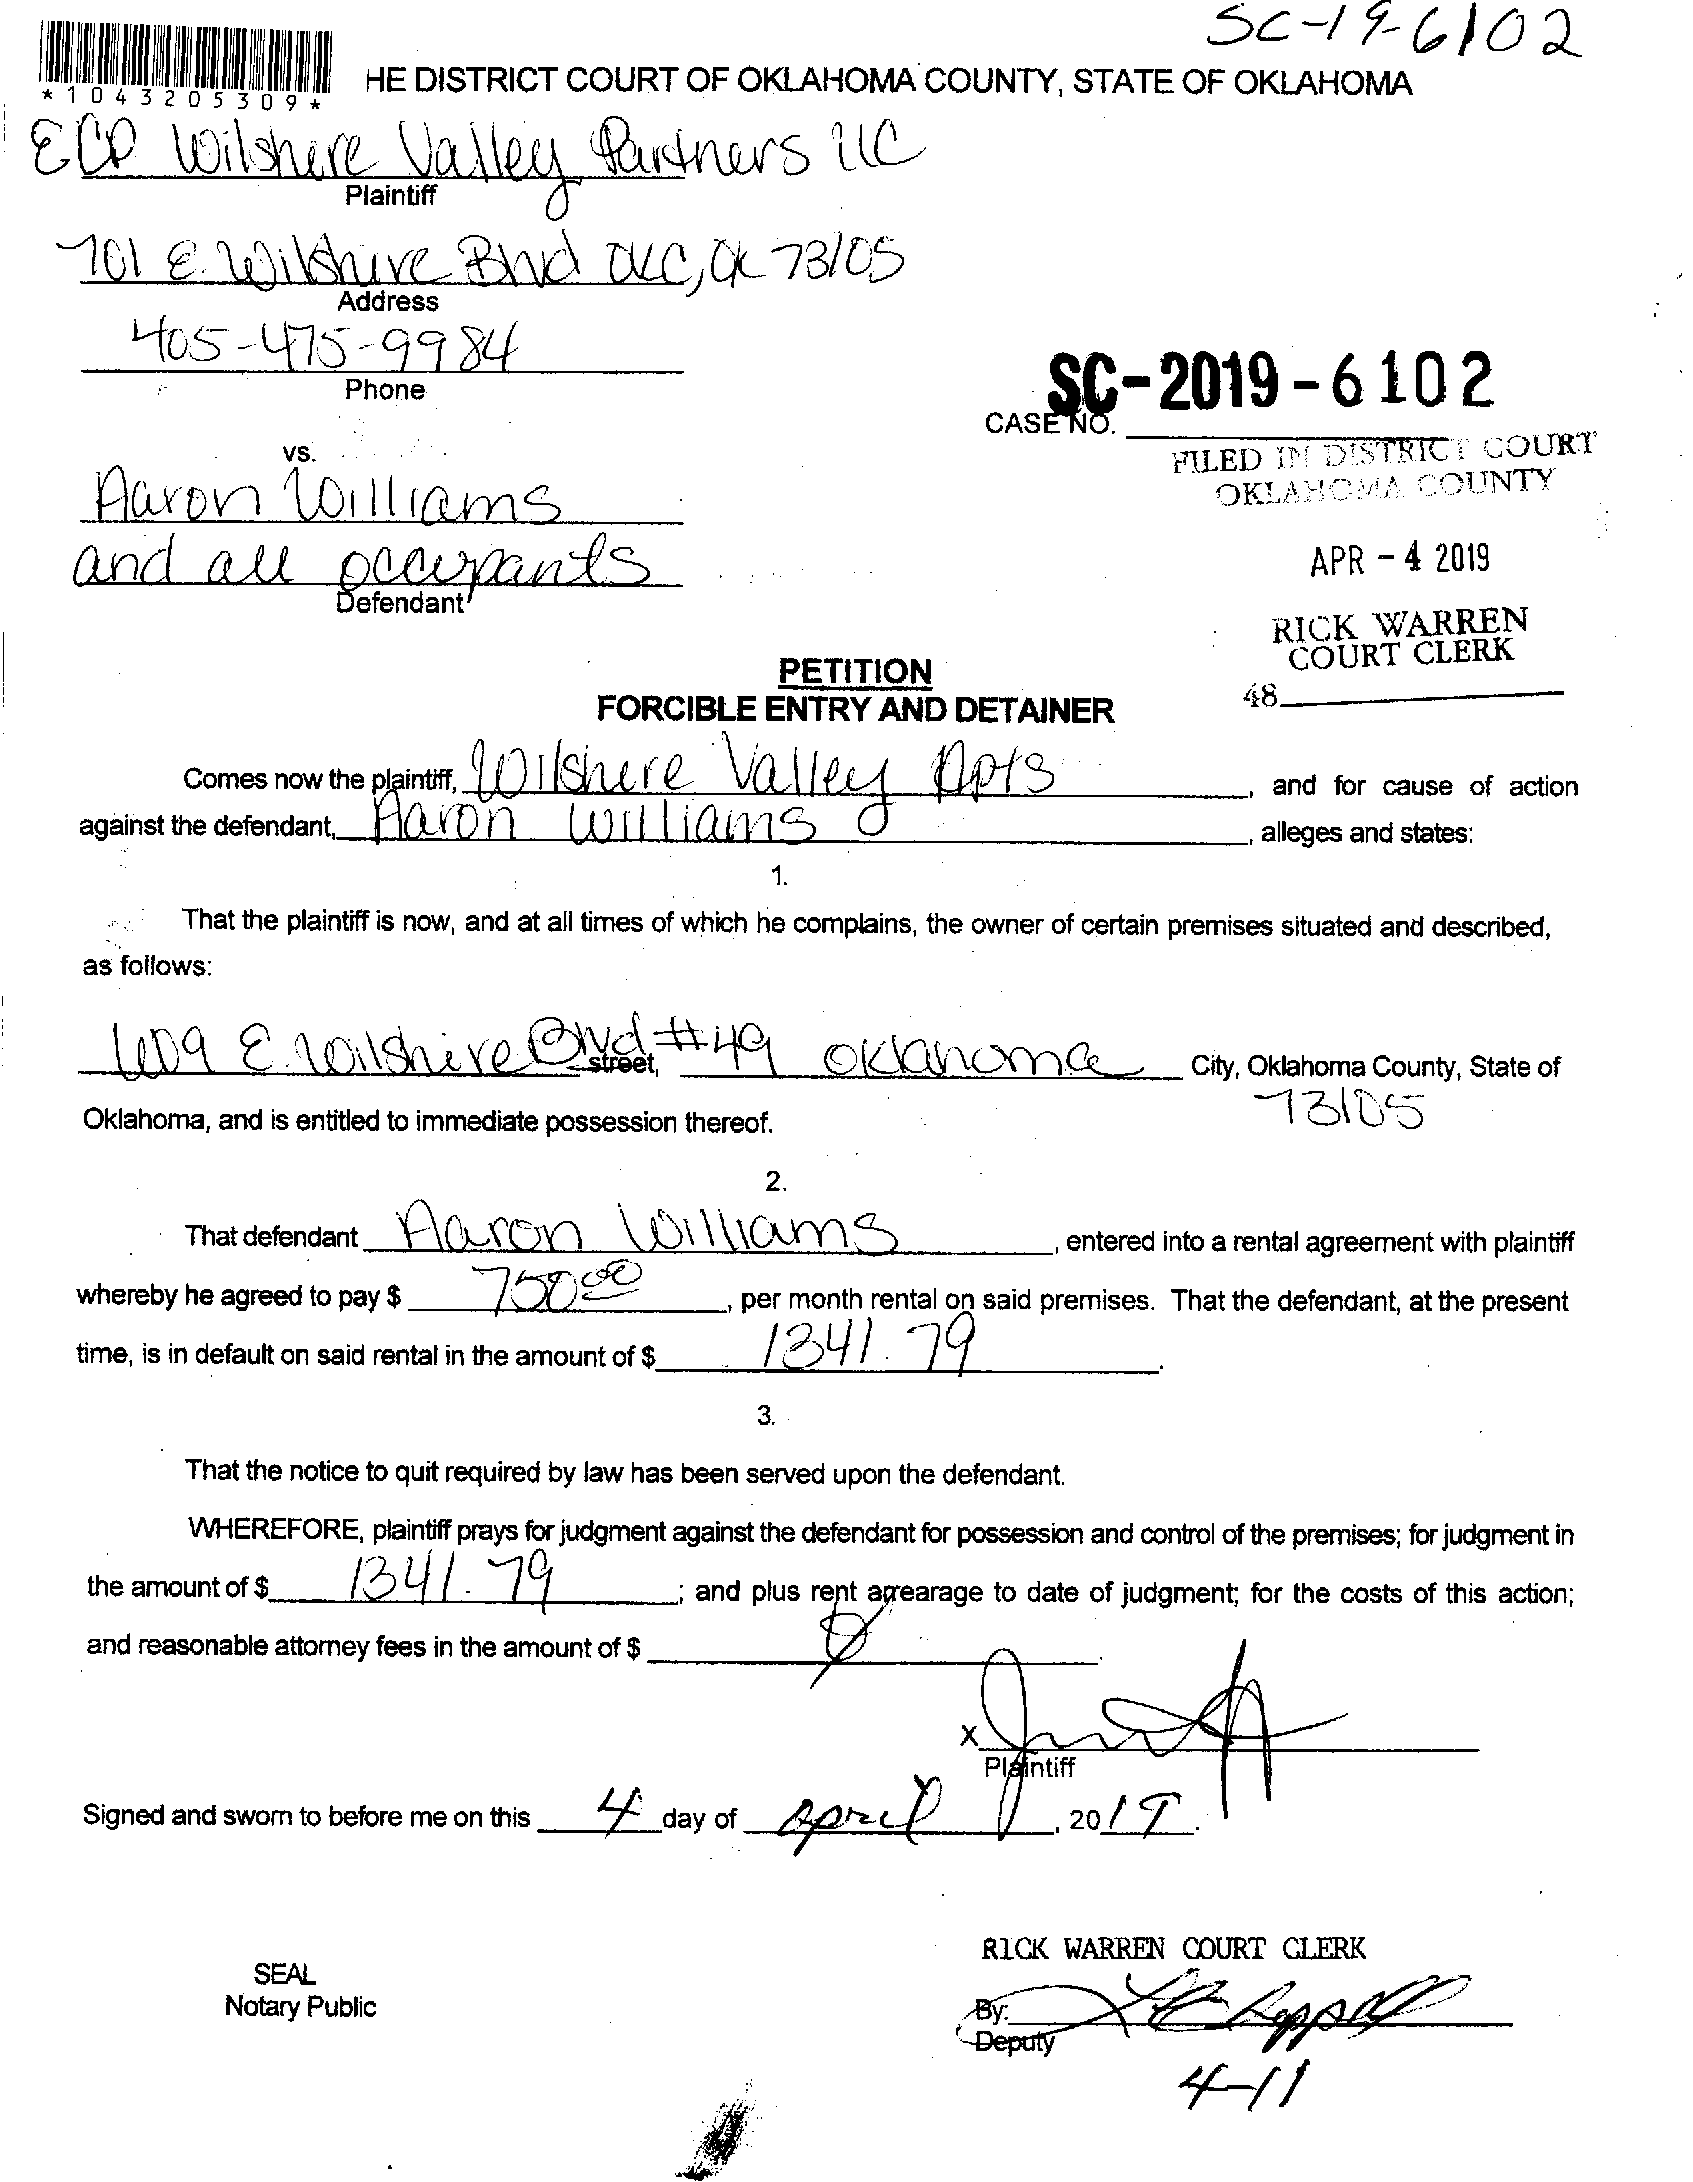 SC-19-6102
*1043205309*
HE DISTRICT COURT OF OKLAHOMA COUNTY, STATE OF OKLAHOMA
ECP Wilshire Valley Partners LLC
Plaintiff
701 E. Wilshire Blvd OKC, OK 73105
Address
405-475-9984
Phone
SC-2019-6102
CASE NO.
FILED IN DISTRICT COURT
OKLAHOMA COUNTY
vs.
Aaron Williams
and all occupants
Defendant
APR - 4 2019
RICK WARREN
COURT CLERK
48
PETITION
FORCIBLE ENTRY AND DETAINER
Comes now the plaintiff, Wilshire Valley Apts, and for cause of action
against the defendant, Aaron Williams, alleges and states:
1.
That the plaintiff is now, and at all times of which he complains, the owner of certain premises situated and described,
as follows:
609 E. Wilshire Blvd street, #49 Oklahoma City, Oklahoma County, State of
73105
Oklahoma, and is entitled to immediate possession thereof.
2.
That defendant Aaron Williams, entered into a rental agreement with plaintiff
whereby he agreed to pay $ 750.00, per month rental on said premises. That the defendant, at the present
time, is in default on said rental in the amount of $ 1341.79.
3.
That the notice to quit required by law has been served upon the defendant.
WHEREFORE, plaintiff prays for judgment against the defendant for possession and control of the premises; for judgment in
the amount of $ 1341.79; and plus rent arrearage to date of judgment; for the costs of this action;
and reasonable attorney fees in the amount of $ 0.
X
Plaintiff
Signed and sworn to before me on this 4 day of April, 2019.
RICK WARREN COURT CLERK
SEAL
Notary Public
By:
Deputy
4-11